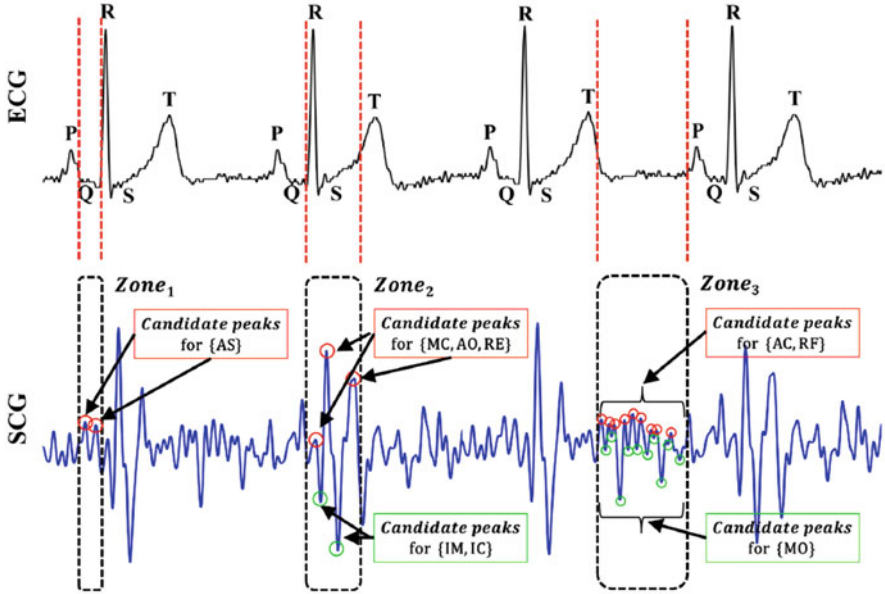 ECG
R
R
R
R
P
T
P
T
P
T
P
T
Q
S
Q
S
Q
S
Q
S
SCG
Zone1
Candidate peaks
for {AS}
Zone2
Candidate peaks
for {MC, AO, RE}
Candidate peaks
for {IM, IC}
Zone3
Candidate peaks
for {AC, RF}
Candidate peaks
for {MO}